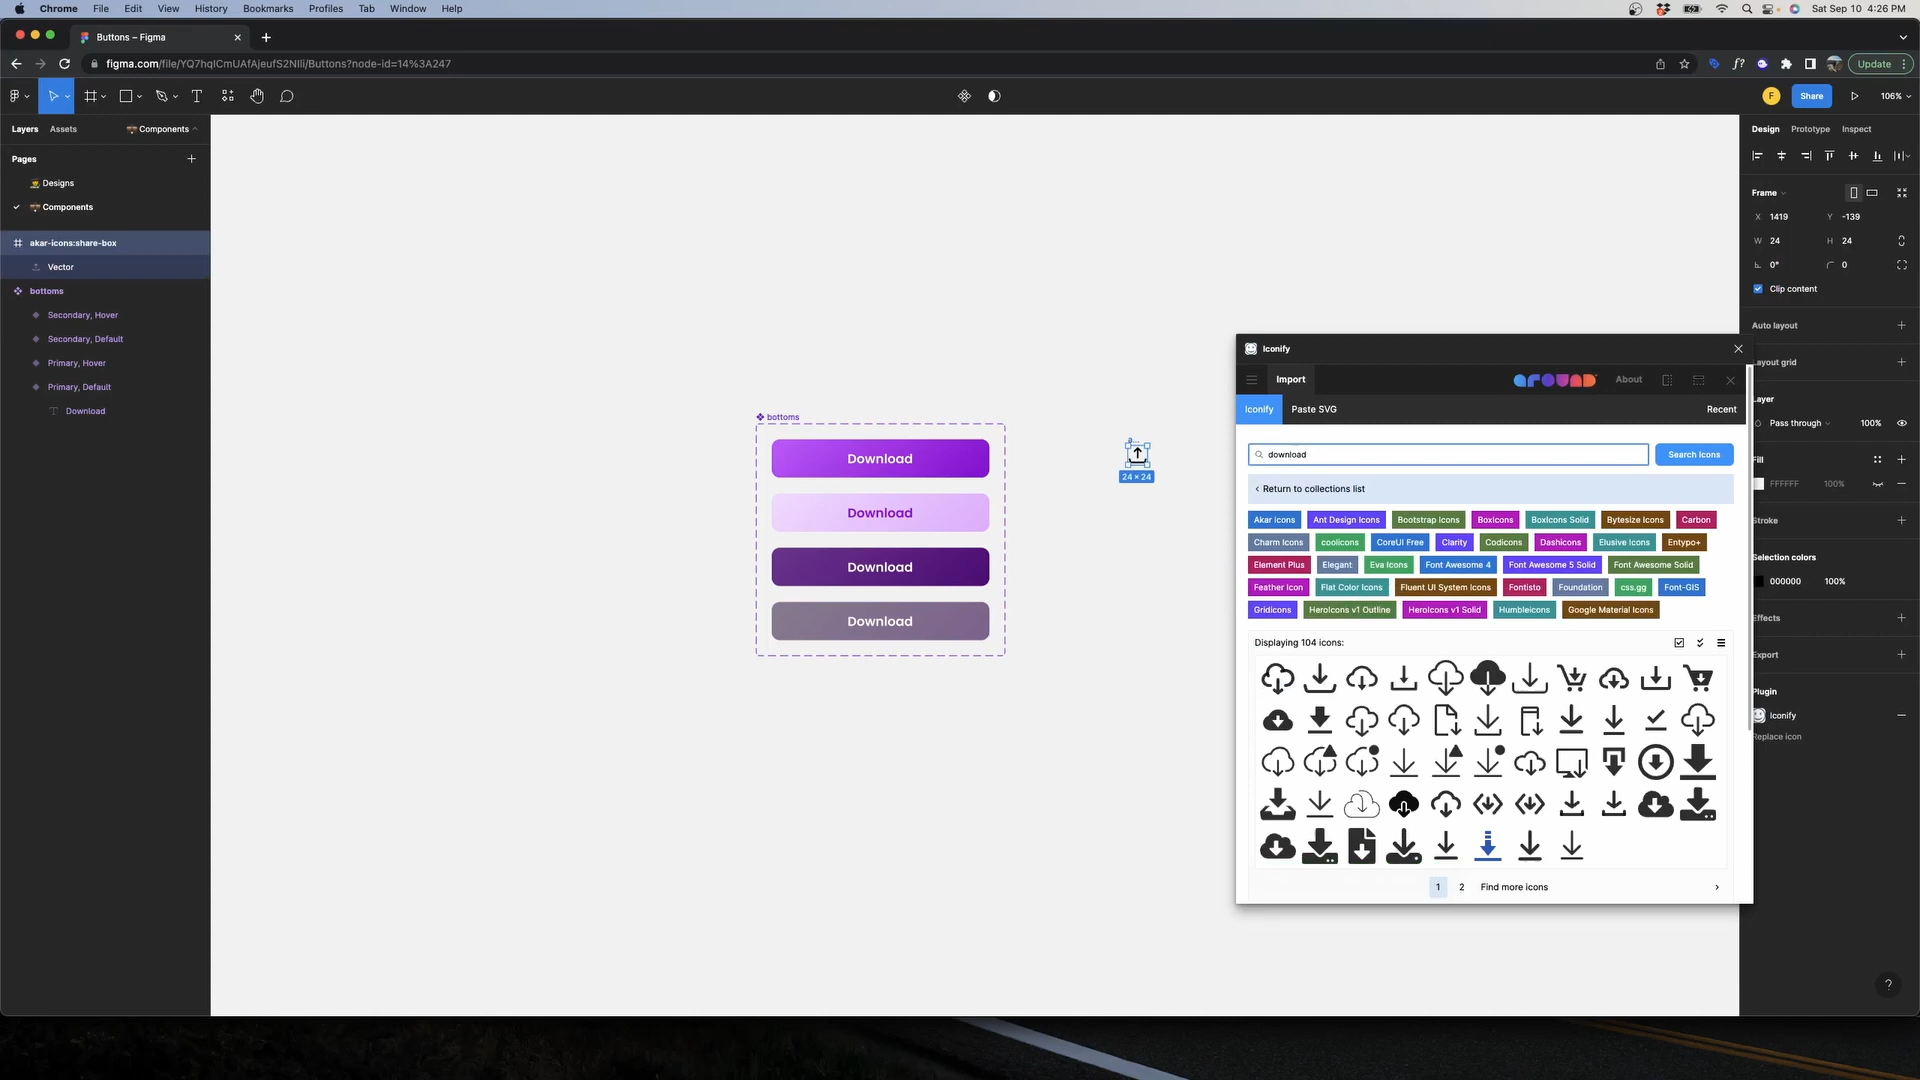 Chrome File Edit View History Bookmarks Profiles Tab Window Help Sat Sep 10 4:26 PM
Buttons – Figma
figma.com/file/YQ7hqICmUAfAjeufS2NIli/Buttons?node-id=14%3A247
Update
F Share 106%
Layers Assets Components
Pages
Designs
Components
akar-icons:share-box
Vector
bottoms
Secondary, Hover
Secondary, Default
Primary, Hover
Primary, Default
Download
bottoms
Download
Download
Download
Download
24 × 24
Iconify
Import around About
Iconify Paste SVG Recent
download Search Icons
Return to collections list
Akar Icons Ant Design Icons Bootstrap Icons BoxIcons BoxIcons Solid Bytesize Icons Carbon
Charm Icons coolicons CoreUI Free Clarity Codicons Dashicons Elusive Icons Entypo+
Element Plus Elegant Eva Icons Font Awesome 4 Font Awesome 5 Solid Font Awesome Solid
Feather Icon Flat Color Icons Fluent UI System Icons Fontisto Foundation css.gg Font-GIS
Gridicons HeroIcons v1 Outline HeroIcons v1 Solid Humbleicons Google Material Icons
Displaying 104 icons:
1 2 Find more icons
Design Prototype Inspect
Frame
X 1419 Y -139
W 24 H 24
0° 0
Clip content
Auto layout
Layout grid
Layer
Pass through 100%
Fill
FFFFFF 100%
Stroke
Selection colors
000000 100%
Effects
Export
Plugin
Iconify
Replace icon
?